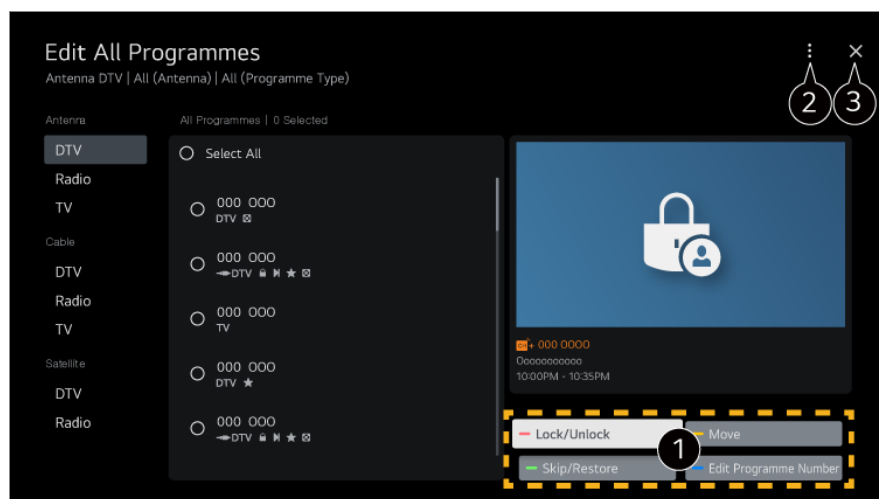 Edit All Programmes
Antenna DTV | All (Antenna) | All (Programme Type)
2
3
Antenna
DTV
Radio
TV
Cable
DTV
Radio
TV
Satellite
DTV
Radio
All Programmes | 0 Selected
Select All
000 000
DTV
000 000
DTV
000 000
TV
000 000
DTV
000 000
DTV
+ 000 0000
Ooooooooooo
10:00PM - 10:35PM
Lock/Unlock
Move
1
Skip/Restore
Edit Programme Number